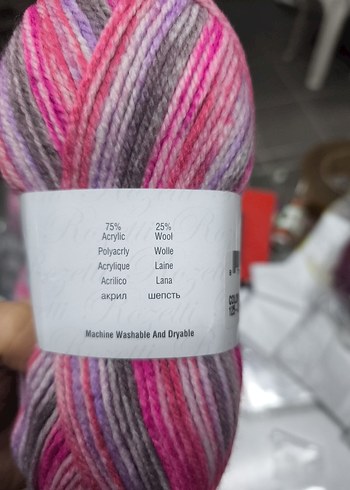 75% 25%
Acrylic Wool
Polyacrly Wolle
Acrylique Laine
Acrilico Lana
акрил шепсть
Machine Washable And Dryable